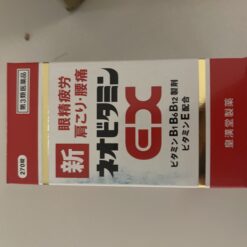 第3類医薬品
眼精疲労
肩こり・腰痛
新
ネオビタミン
EX
ビタミンB1B6B12製剤
ビタミンE配合
270錠
皇漢堂製薬